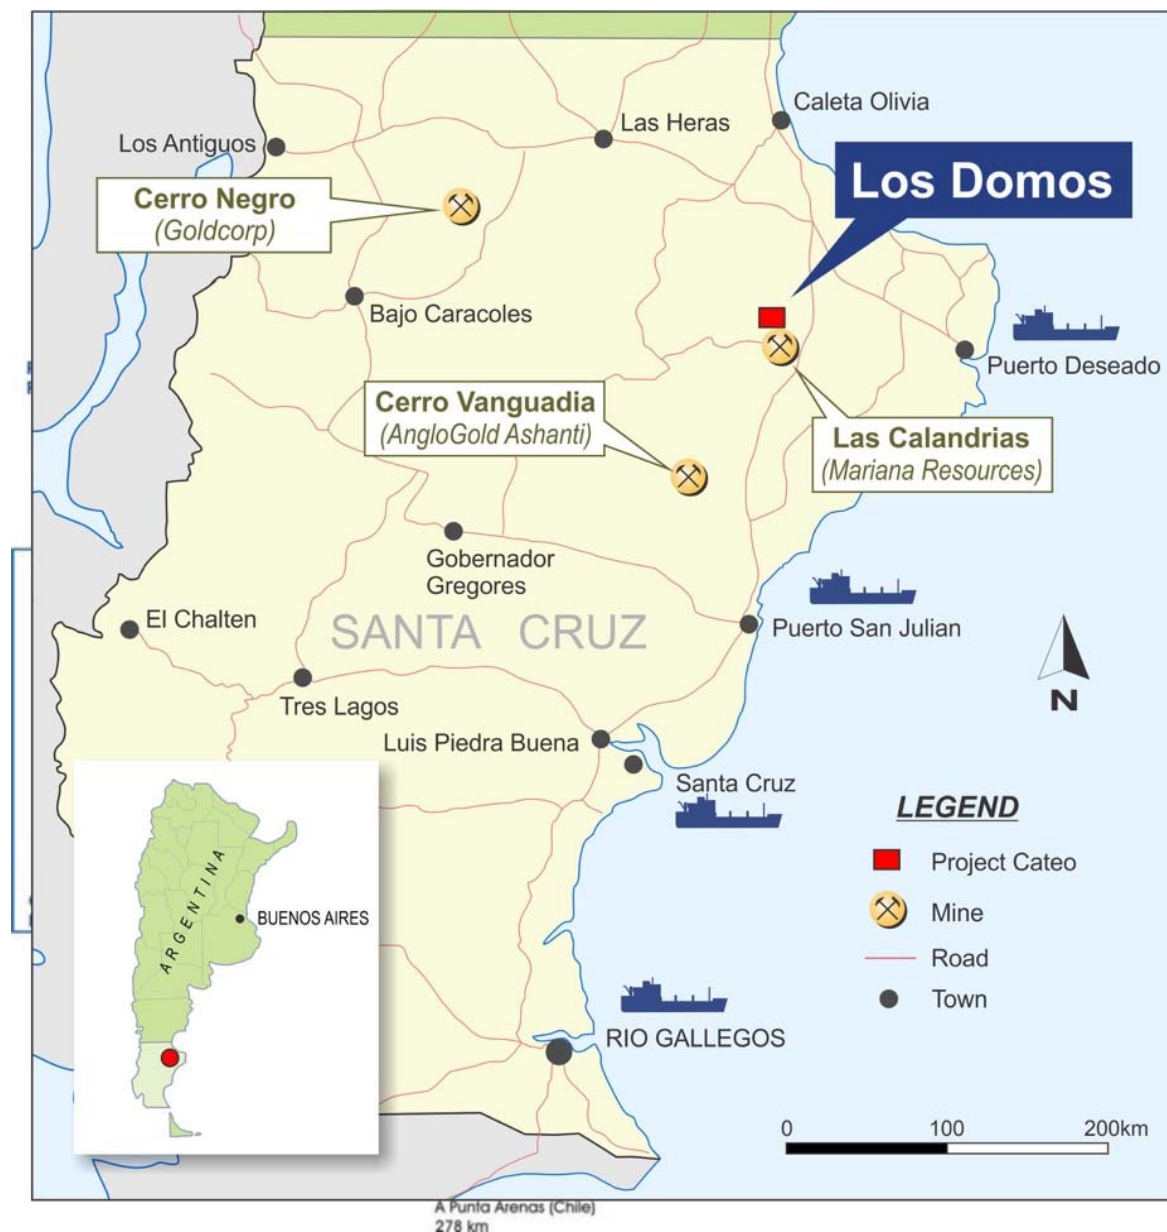 Caleta Olivia
Las Heras
Los Antiguos
Los Domos
Cerro Negro
(Goldcorp)
Bajo Caracoles
Puerto Deseado
Cerro Vanguadia
(AngloGold Ashanti)
Las Calandrias
(Mariana Resources)
Gobernador
Gregores
El Chalten
SANTA CRUZ
Puerto San Julian
Tres Lagos
N
Luis Piedra Buena
Santa Cruz
LEGEND
Project Cateo
Mine
Road
Town
ARGENTINA
BUENOS AIRES
RIO GALLEGOS
0 100 200km
A Punta Arenas (Chile)
278 km